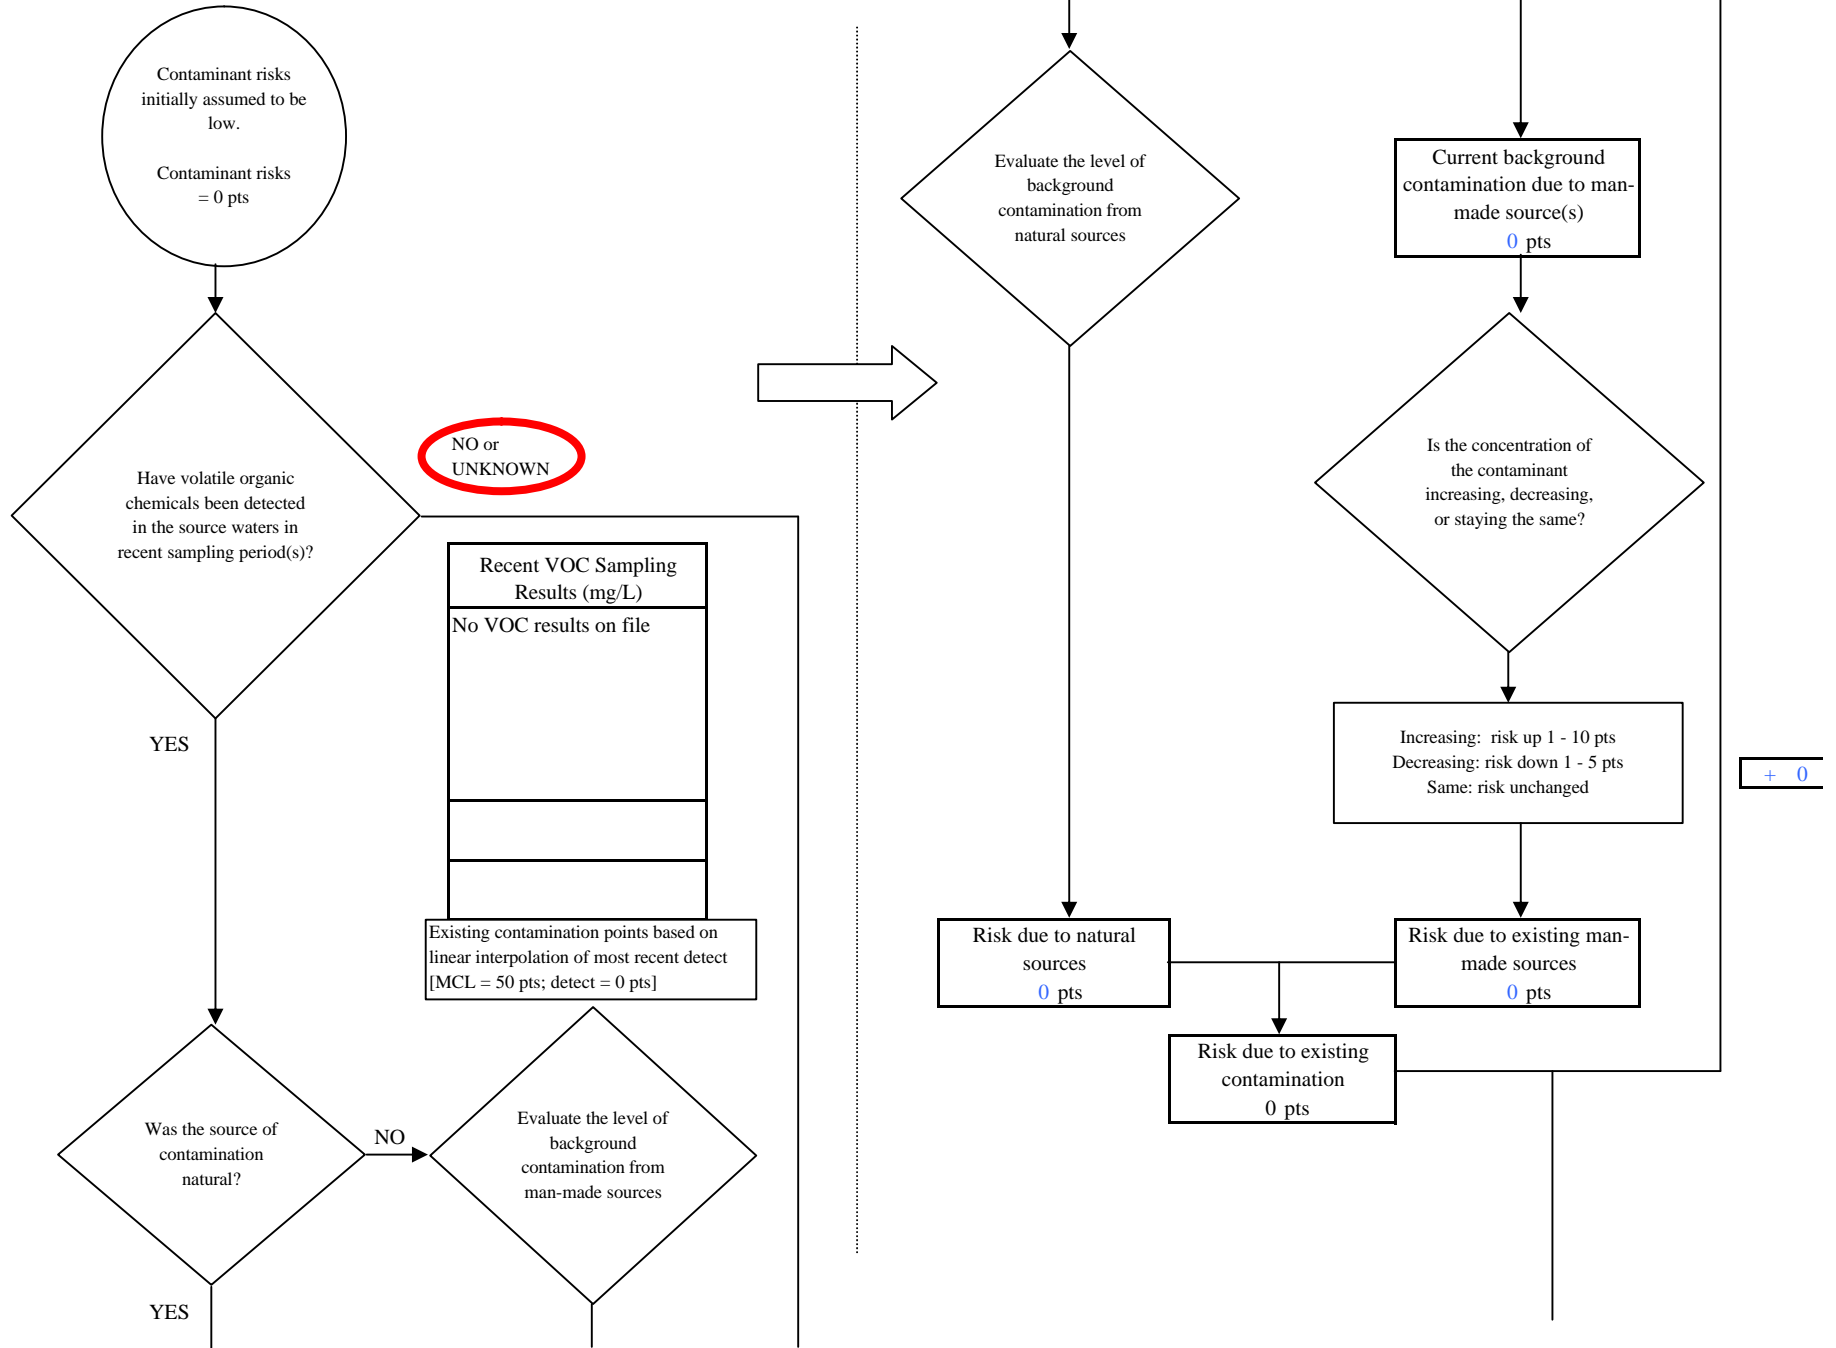 Contaminant risks
initially assumed to be
low.
Contaminant risks
= 0 pts
Have volatile organic
chemicals been detected
in the source waters in
recent sampling period(s)?
NO or
UNKNOWN
Recent VOC Sampling
Results (mg/L)
No VOC results on file
YES
Existing contamination points based on
linear interpolation of most recent detect
[MCL = 50 pts; detect = 0 pts]
Was the source of
contamination
natural?
NO
Evaluate the level of
background
contamination from
man-made sources
YES
Evaluate the level of
background
contamination from
natural sources
Current background
contamination due to man-
made source(s)
0 pts
Is the concentration of
the contaminant
increasing, decreasing,
or staying the same?
Increasing: risk up 1 - 10 pts
Decreasing: risk down 1 - 5 pts
Same: risk unchanged
+ 0
Risk due to natural
sources
0 pts
Risk due to existing man-
made sources
0 pts
Risk due to existing
contamination
0 pts